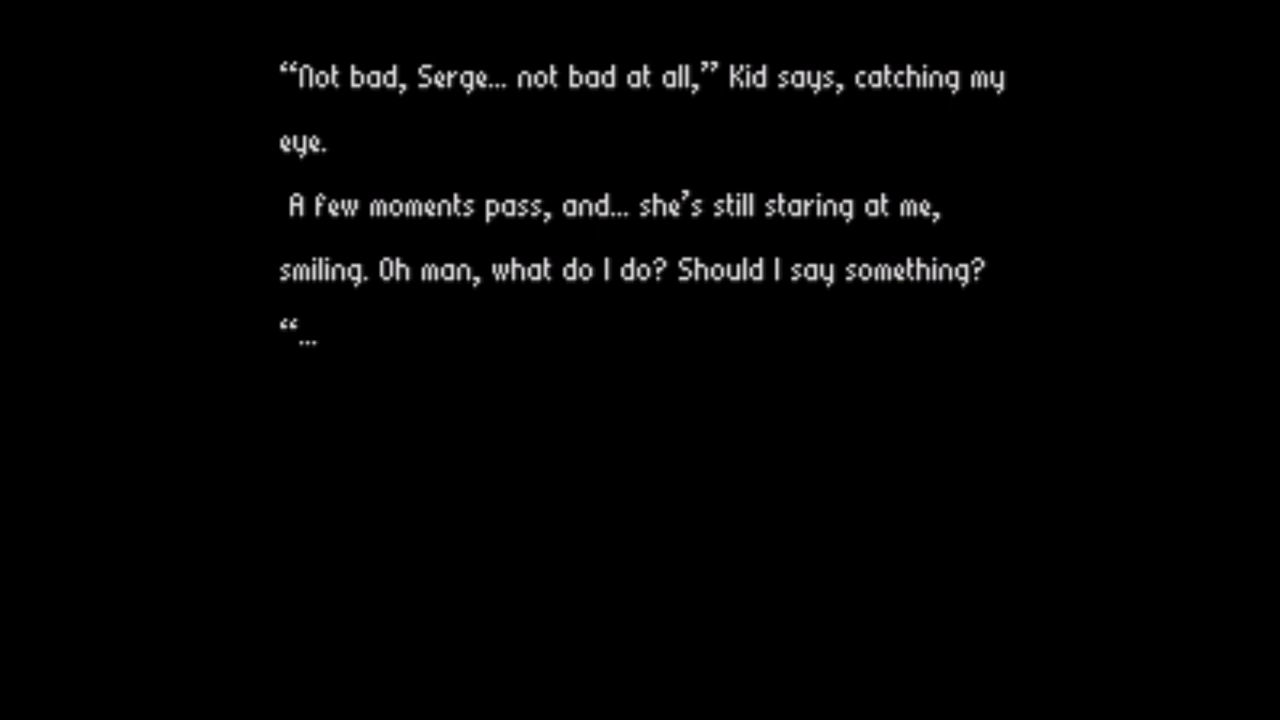 “Not bad, Serge... not bad at all,” Kid says, catching my
eye.
A few moments pass, and... she’s still staring at me,
smiling. Oh man, what do I do? Should I say something?
“...